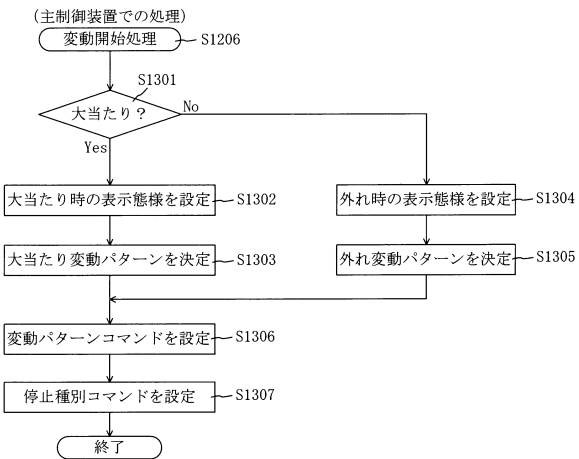 (主制御装置での処理)
変動開始処理
S1206
S1301
大当たり?
No
Yes
大当たり時の表示態様を設定
S1302
外れ時の表示態様を設定
S1304
大当たり変動パターンを決定
S1303
外れ変動パターンを決定
S1305
変動パターンコマンドを設定
S1306
停止種別コマンドを設定
S1307
終了